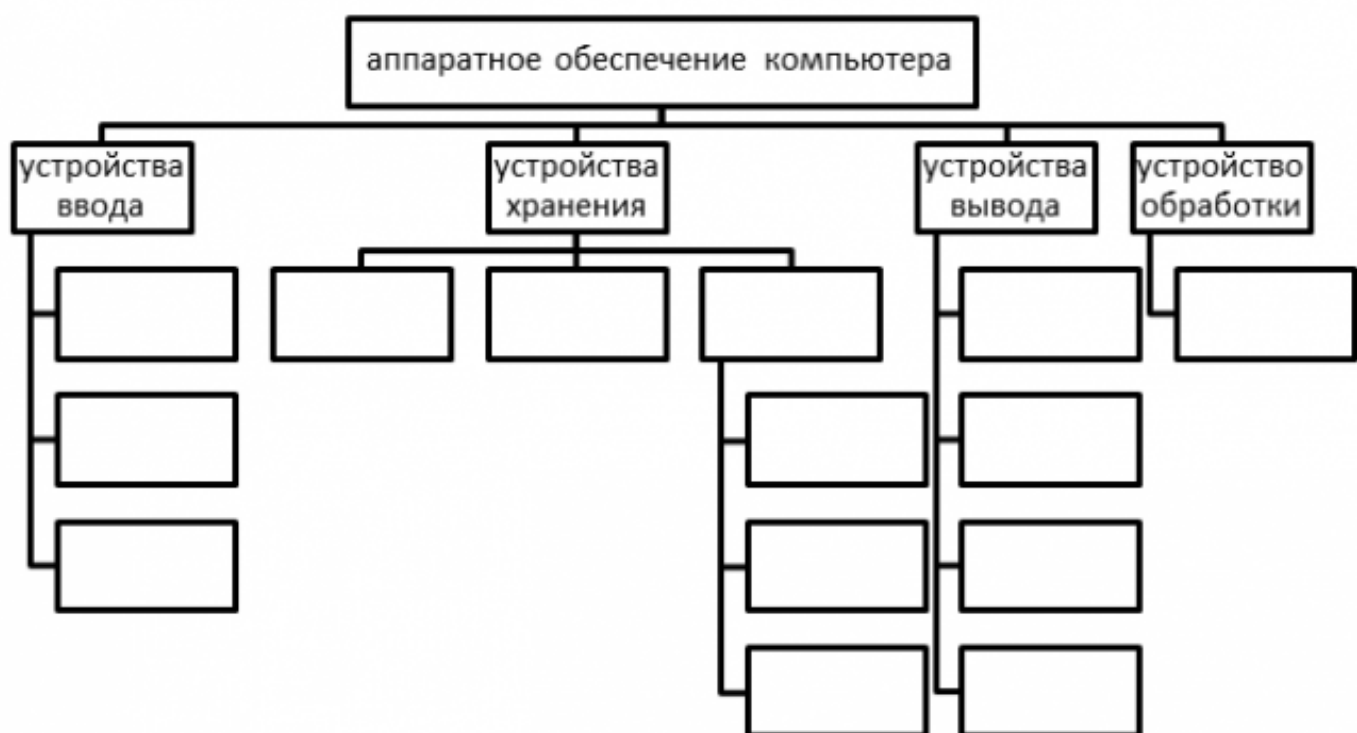 аппаратное обеспечение компьютера
устройства
ввода
устройства
хранения
устройства
вывода
устройство
обработки